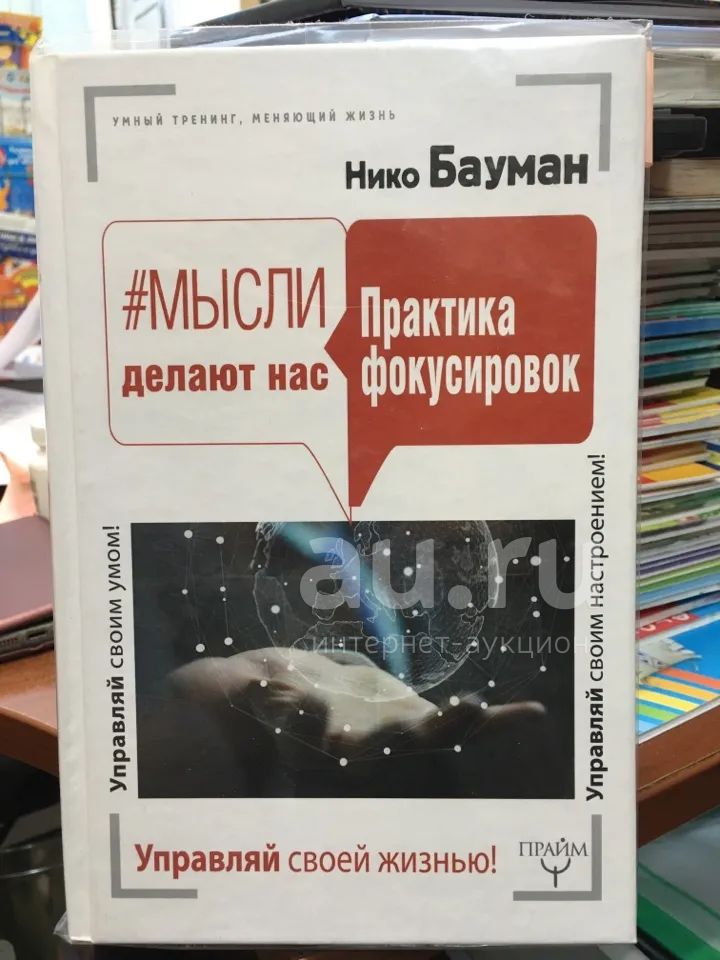 УМНЫЙ ТРЕНИНГ, МЕНЯЮЩИЙ ЖИЗНЬ
Нико Бауман
#МЫСЛИ
делают нас
Практика
фокусировок
Управляй своим умом!
Управляй своим настроением!
au.ru
интернет-аукцион
Управляй своей жизнью!
ПРАЙМ